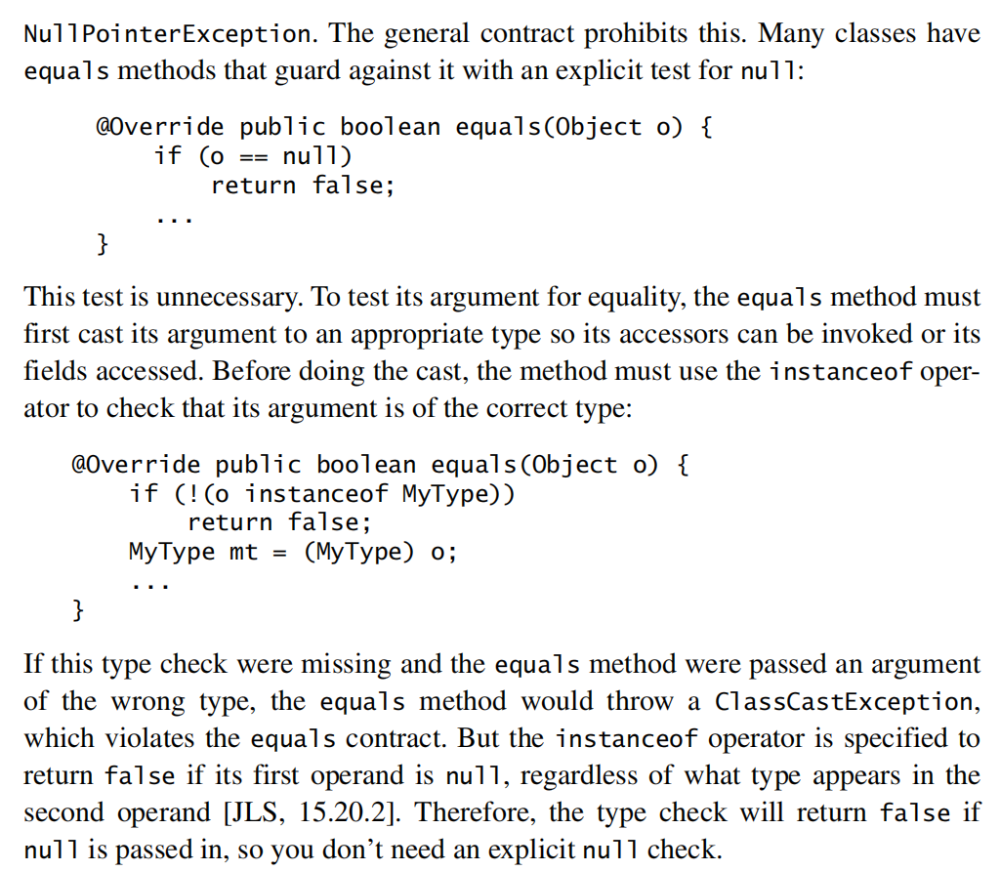 NullPointerException. The general contract prohibits this. Many classes have
equals methods that guard against it with an explicit test for null:
@Override public boolean equals(Object o) {
    if (o == null)
        return false;
    ...
}
This test is unnecessary. To test its argument for equality, the equals method must
first cast its argument to an appropriate type so its accessors can be invoked or its
fields accessed. Before doing the cast, the method must use the instanceof oper-
ator to check that its argument is of the correct type:
@Override public boolean equals(Object o) {
    if (!(o instanceof MyType))
        return false;
    MyType mt = (MyType) o;
    ...
}
If this type check were missing and the equals method were passed an argument
of the wrong type, the equals method would throw a ClassCastException,
which violates the equals contract. But the instanceof operator is specified to
return false if its first operand is null, regardless of what type appears in the
second operand [JLS, 15.20.2]. Therefore, the type check will return false if
null is passed in, so you don’t need an explicit null check.